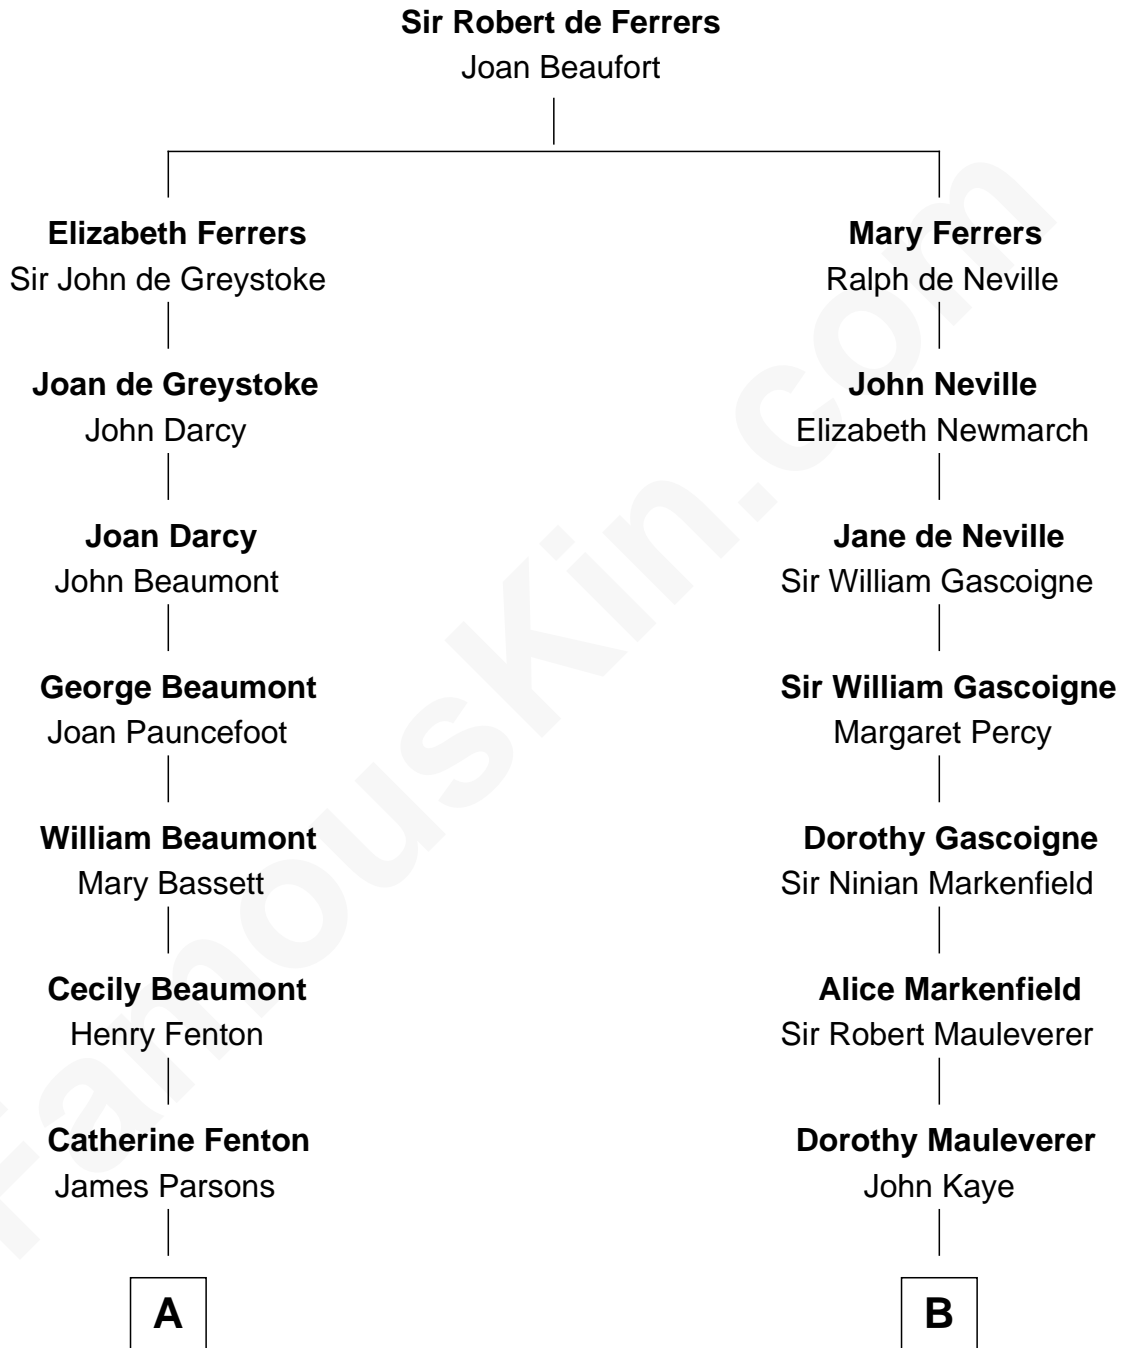 Sir Robert de Ferrers
Joan Beaufort
Elizabeth Ferrers
Sir John de Greystoke
Mary Ferrers
Ralph de Neville
Joan de Greystoke
John Darcy
John Neville
Elizabeth Newmarch
Joan Darcy
John Beaumont
Jane de Neville
Sir William Gascoigne
George Beaumont
Joan Pauncefoot
Sir William Gascoigne
Margaret Percy
William Beaumont
Mary Bassett
Dorothy Gascoigne
Sir Ninian Markenfield
Cecily Beaumont
Henry Fenton
Alice Markenfield
Sir Robert Mauleverer
Catherine Fenton
James Parsons
Dorothy Mauleverer
John Kaye
A
B
FamousKin.com